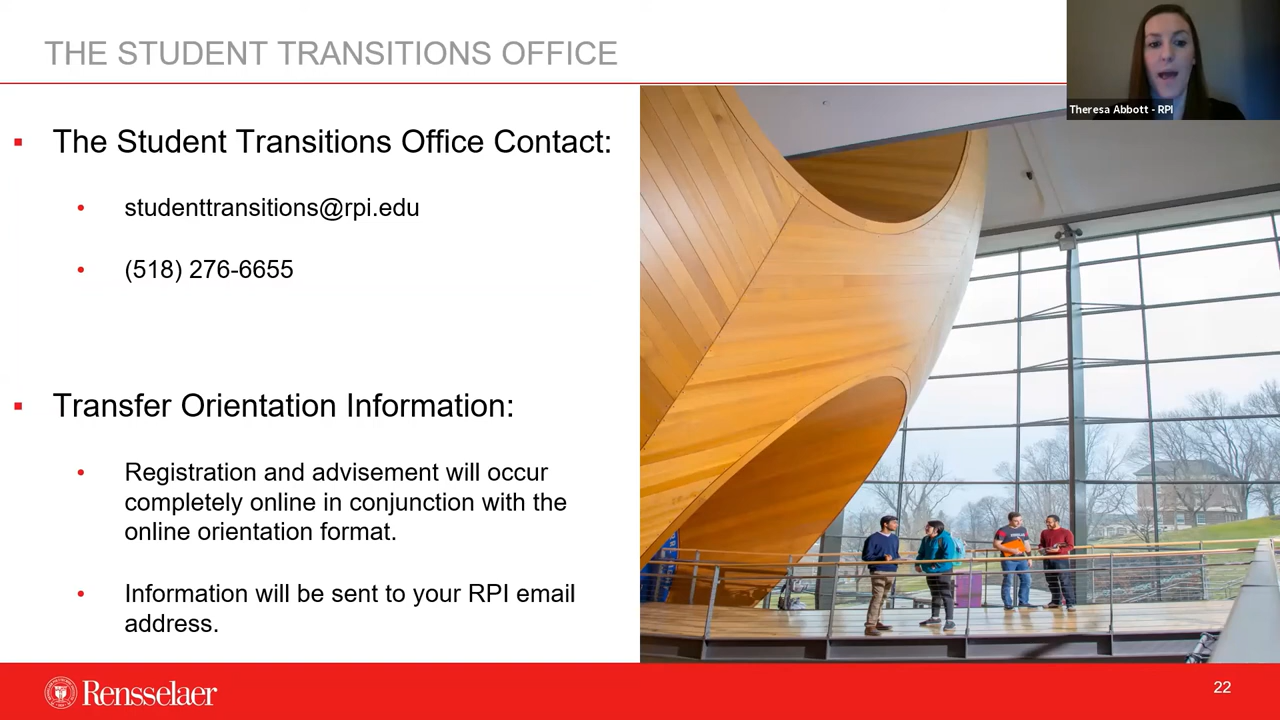 THE STUDENT TRANSITIONS OFFICE
Theresa Abbott - RPI
▪ The Student Transitions Office Contact:
• studenttransitions@rpi.edu
• (518) 276-6655
▪ Transfer Orientation Information:
• Registration and advisement will occur
completely online in conjunction with the
online orientation format.
• Information will be sent to your RPI email
address.
Rensselaer
22